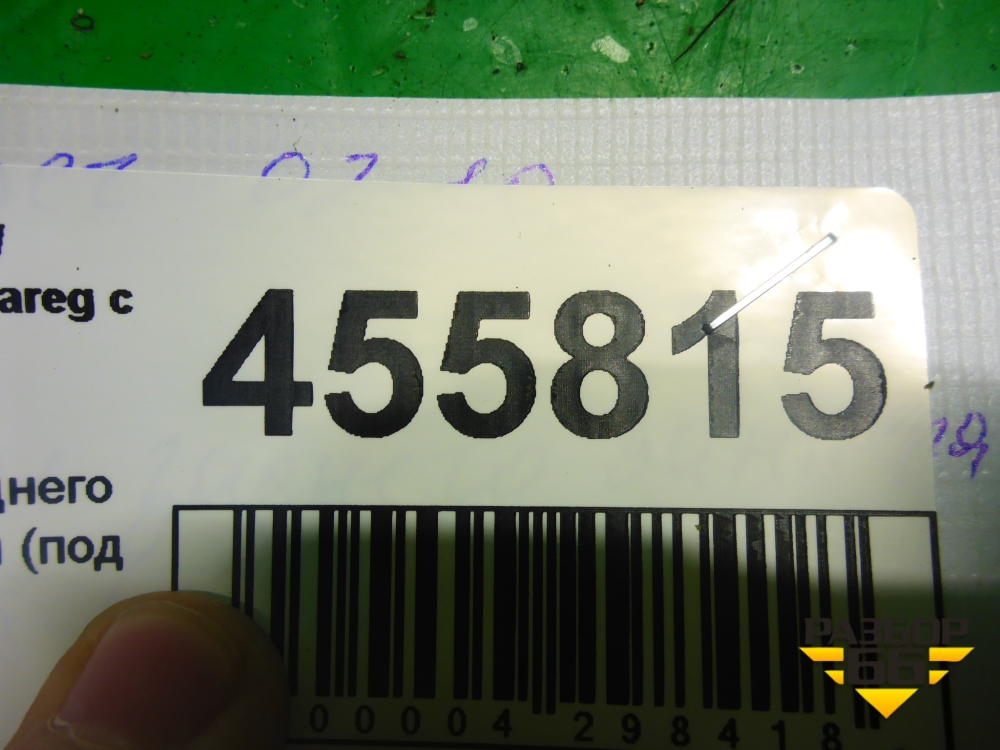 areg с
455815
днего
(под
00004 298418
РАЗБОР
66